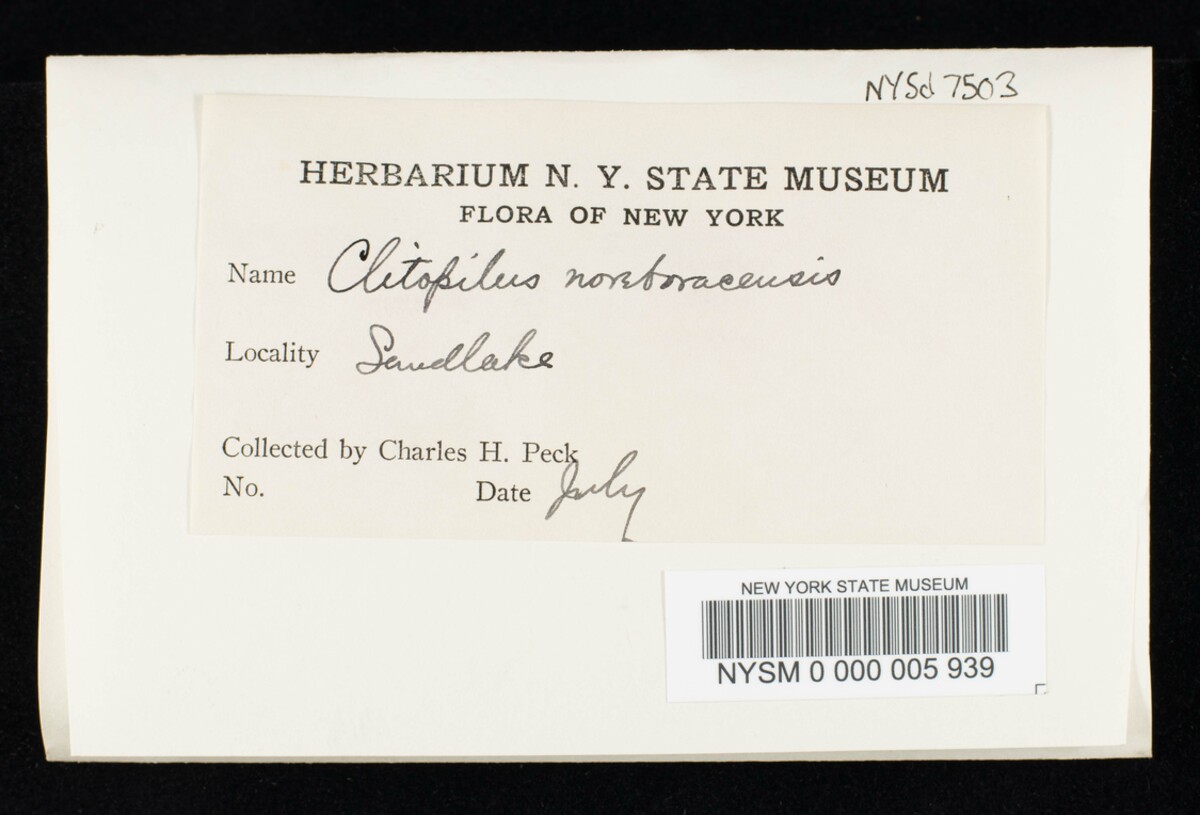 NYSd 7503
HERBARIUM N. Y. STATE MUSEUM
FLORA OF NEW YORK
Name Clitopilus noveboracensis
Locality Sandlake
Collected by Charles H. Peck
No. Date July
NEW YORK STATE MUSEUM
NYSM 0 000 005 939